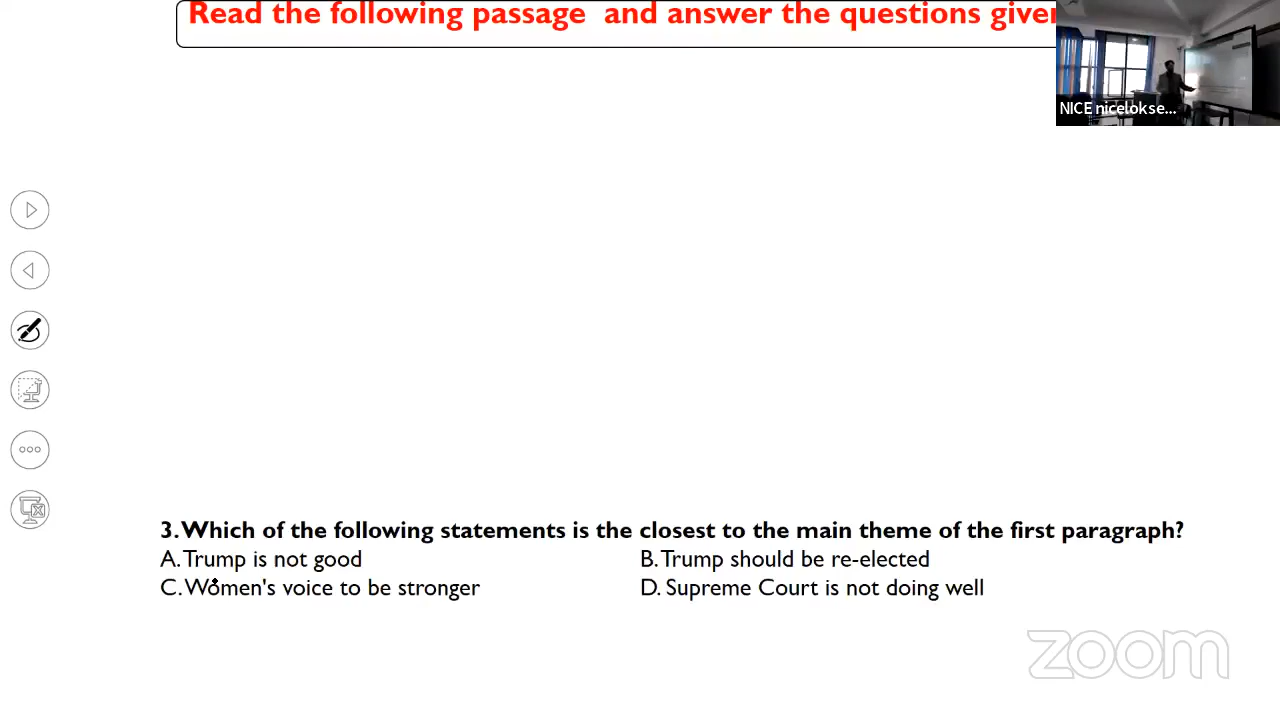 Read the following passage and answer the questions given
NICE nicelokse...
3. Which of the following statements is the closest to the main theme of the first paragraph?
A. Trump is not good
B. Trump should be re-elected
C. Women's voice to be stronger
D. Supreme Court is not doing well
zoom